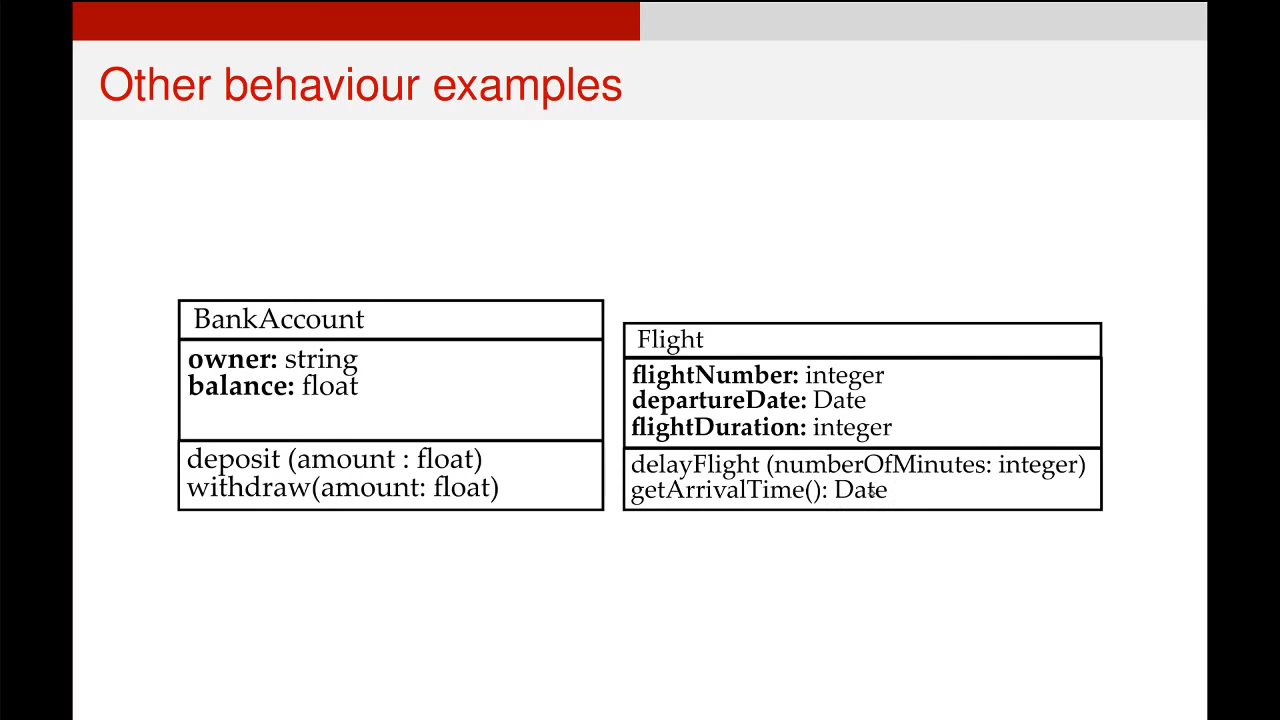 Other behaviour examples
BankAccount
owner: string
balance: float
deposit (amount : float)
withdraw(amount: float)
Flight
flightNumber: integer
departureDate: Date
flightDuration: integer
delayFlight (numberOfMinutes: integer)
getArrivalTime(): Date